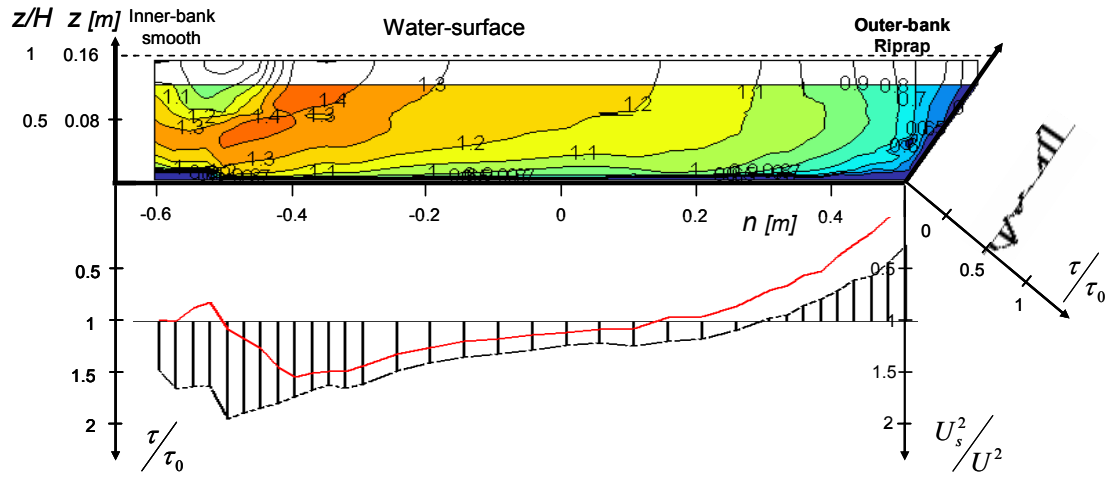 z/H z [m] Inner-bank smooth Water-surface Outer-bank Riprap
1 0.16
0.5 0.08
1.1 1.2 1.3 1.4 1.3 1.4 1.3 1.2 1.1 0.9 0.8 0.7
1.3 1.2 1.1 1.1 1
-0.6 -0.4 -0.2 0 0.2 0.4
n [m]
0 0.5 1 τ/τ₀
0.5 0.5
1 1
1.5 1.5
2 2
τ/τ₀ U_s²/U²